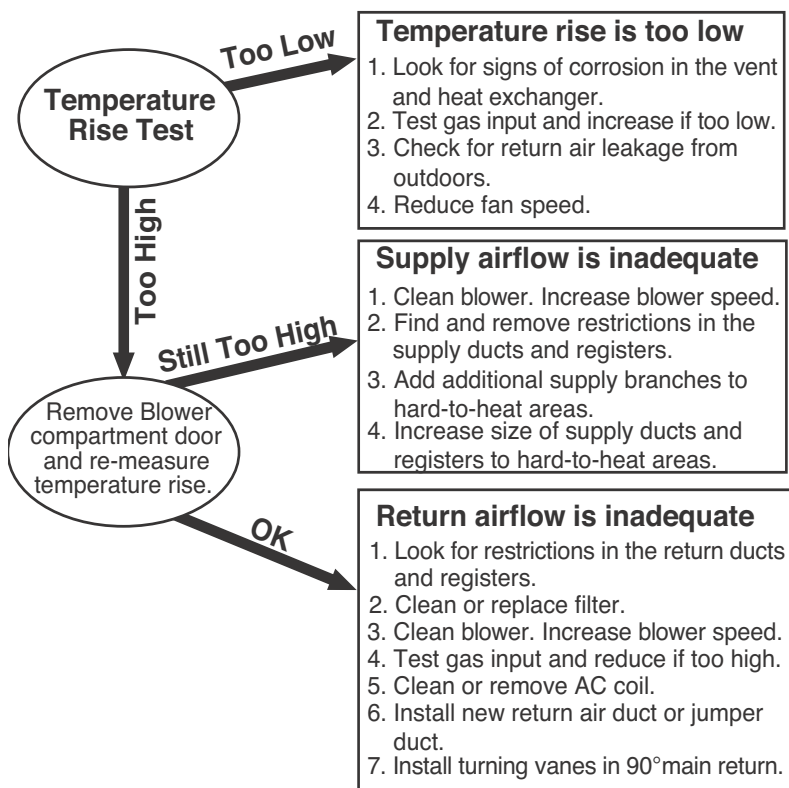 Temperature
Rise Test
Too Low
Temperature rise is too low
1. Look for signs of corrosion in the vent
and heat exchanger.
2. Test gas input and increase if too low.
3. Check for return air leakage from
outdoors.
4. Reduce fan speed.
Too High
Remove Blower
compartment door
and re-measure
temperature rise.
Still Too High
Supply airflow is inadequate
1. Clean blower. Increase blower speed.
2. Find and remove restrictions in the
supply ducts and registers.
3. Add additional supply branches to
hard-to-heat areas.
4. Increase size of supply ducts and
registers to hard-to-heat areas.
OK
Return airflow is inadequate
1. Look for restrictions in the return ducts
and registers.
2. Clean or replace filter.
3. Clean blower. Increase blower speed.
4. Test gas input and reduce if too high.
5. Clean or remove AC coil.
6. Install new return air duct or jumper
duct.
7. Install turning vanes in 90°main return.